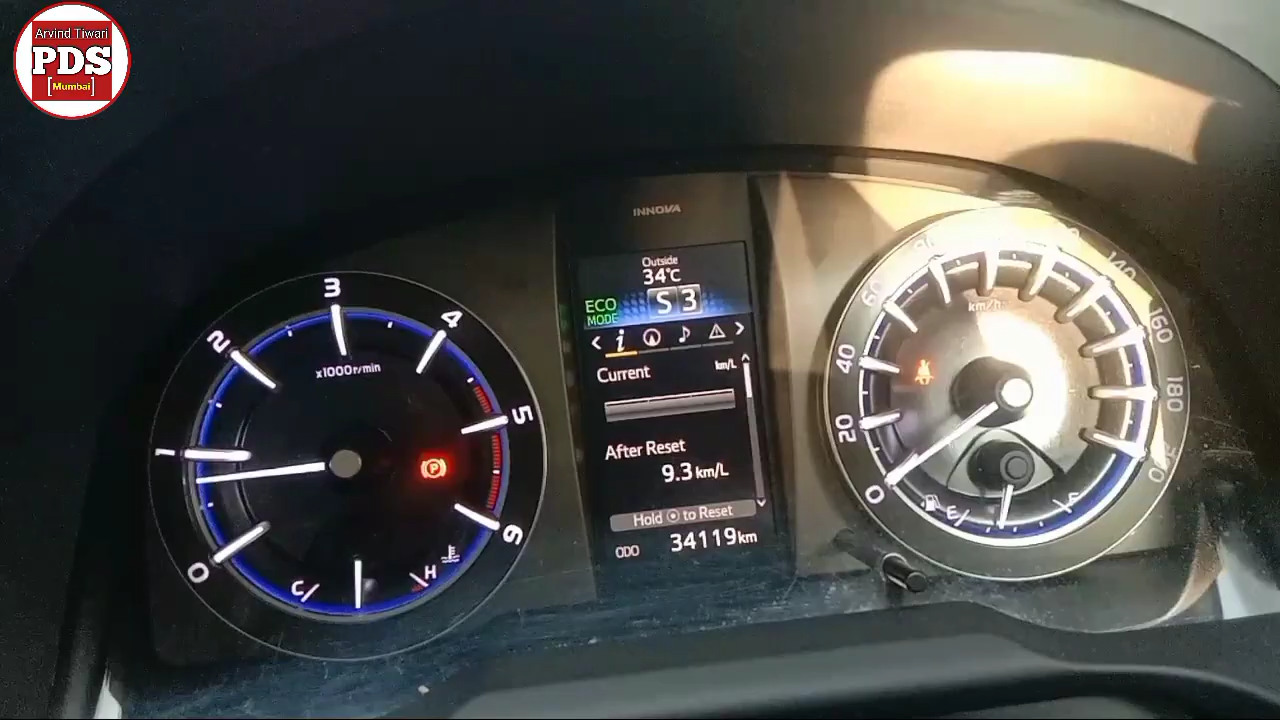 Arvind Tiwari
PDS
[Mumbai]
INNOVA
Outside
34°C
ECO
MODE
S 3
Current
km/L
After Reset
9.3 km/L
Hold ⦿ to Reset
ODO 34119 km
0
1
2
3
4
5
6
x1000r/min
C
H
0
20
40
60
80
140
160
180
km/h
E
F
P